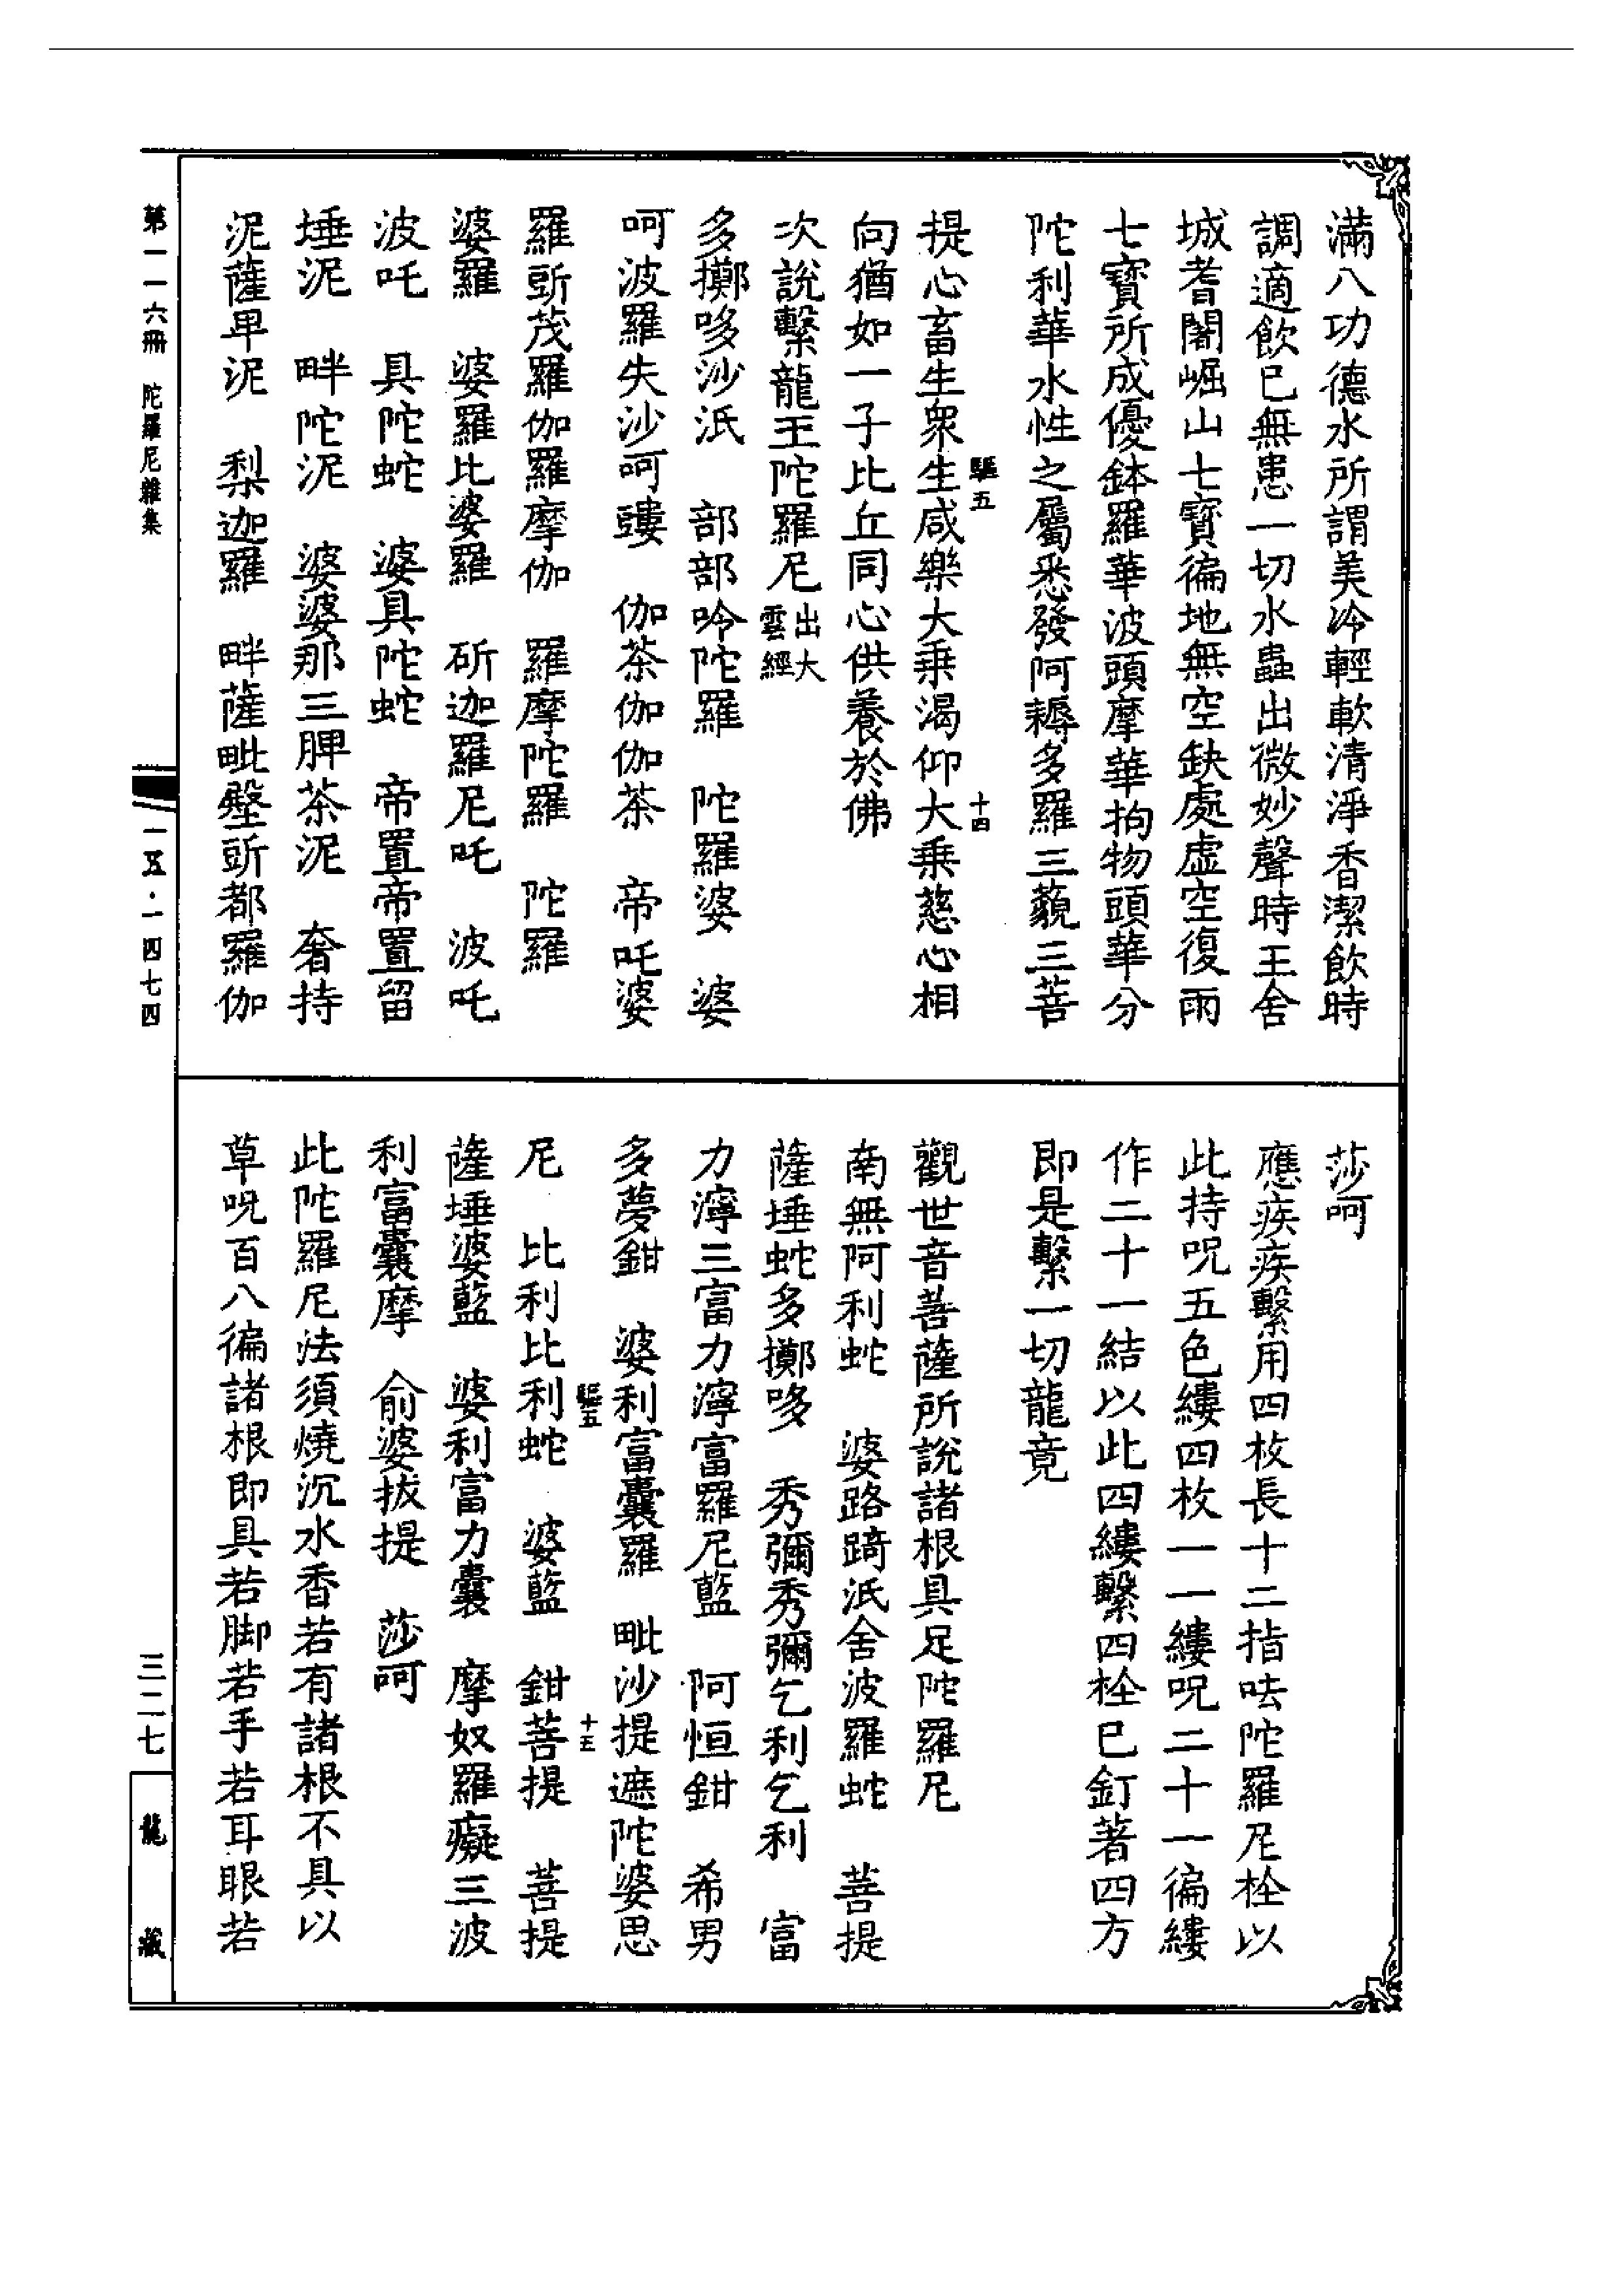 滿八功德水所謂美冷輕軟清淨香潔飲時
調適飲已無患一切水蟲出微妙聲時王舍
城耆闍崛山七寶徧地無空缺處虛空復雨
七寶所成優鉢羅華波頭摩華拘物頭華分
陀利華水性之屬悉發阿耨多羅三藐三菩
驅五 十四
提心畜生衆生咸樂大乘渴仰大乘慈心相
向猶如一子比丘同心供養於佛
次說繫龍王陀羅尼出大雲經
多擲哆沙泜 部部呤陀羅 陀羅婆 婆
呵波羅失沙呵䫫 伽茶伽伽茶 帝吒婆
羅䪼茂羅伽羅摩伽 羅摩陀羅 陀羅
婆羅 婆羅比婆羅 斫迦羅尼吒 波吒
波吒 具陀蛇 婆具陀蛇 帝置帝置留
埵泥 畔陀泥 婆婆那三脾茶泥 奢持
泥薩卑泥 梨迦羅 畔薩毗墼䪼都羅伽
莎呵
應疾疾繫用四枚長十二指呿陀羅尼栓以
此持呪五色縷四枚一一縷呪二十一徧縷
作二十一結以此四縷繫四栓已釘著四方
即是繫一切龍竟
觀世音菩薩所說諸根具足陀羅尼
南無阿利蛇 婆路踦泜舍波羅蛇 菩提
薩埵蛇多擲哆 秀彌秀彌乞利乞利 富
力濘三富力濘富羅尼藍 阿恒鉗 希男
多夢鉗 婆利富囊羅 毗沙提遮陀婆思
驅五 十五
尼 比利比利蛇 婆藍 鉗菩提 菩提
薩埵婆藍 婆利富力囊 摩奴羅癡三波
利富囊摩 俞婆拔提 莎呵
此陀羅尼法須燒沉水香若有諸根不具以
草呪百八徧諸根即具若脚若手若耳眼若
第一一六冊 陀羅尼雜集
一五·一四七四
三二七
龍藏